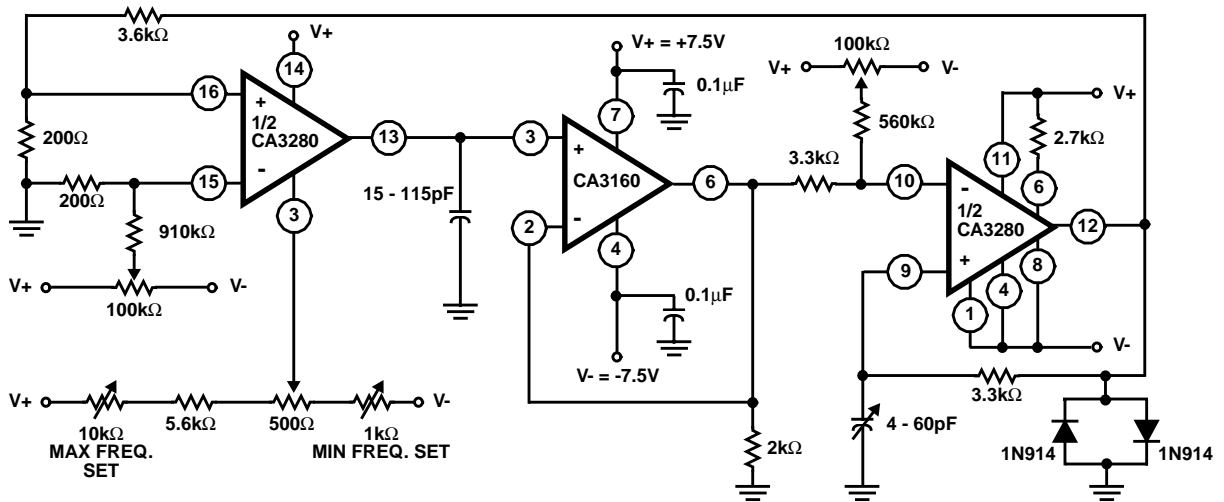 3.6kΩ
V+
14
16
+
1/2
CA3280
-
13
15
3
200Ω
200Ω
910kΩ
V+
V-
100kΩ
V+
V-
10kΩ
MAX FREQ.
SET
5.6kΩ
500Ω
1kΩ
MIN FREQ. SET
15 - 115pF
V+ = +7.5V
0.1µF
7
3
+
CA3160
-
6
2
4
0.1µF
V- = -7.5V
2kΩ
100kΩ
V+
V-
560kΩ
3.3kΩ
10
-
1/2
CA3280
+
9
11
V+
2.7kΩ
6
12
8
4
1
V-
3.3kΩ
4 - 60pF
1N914
1N914